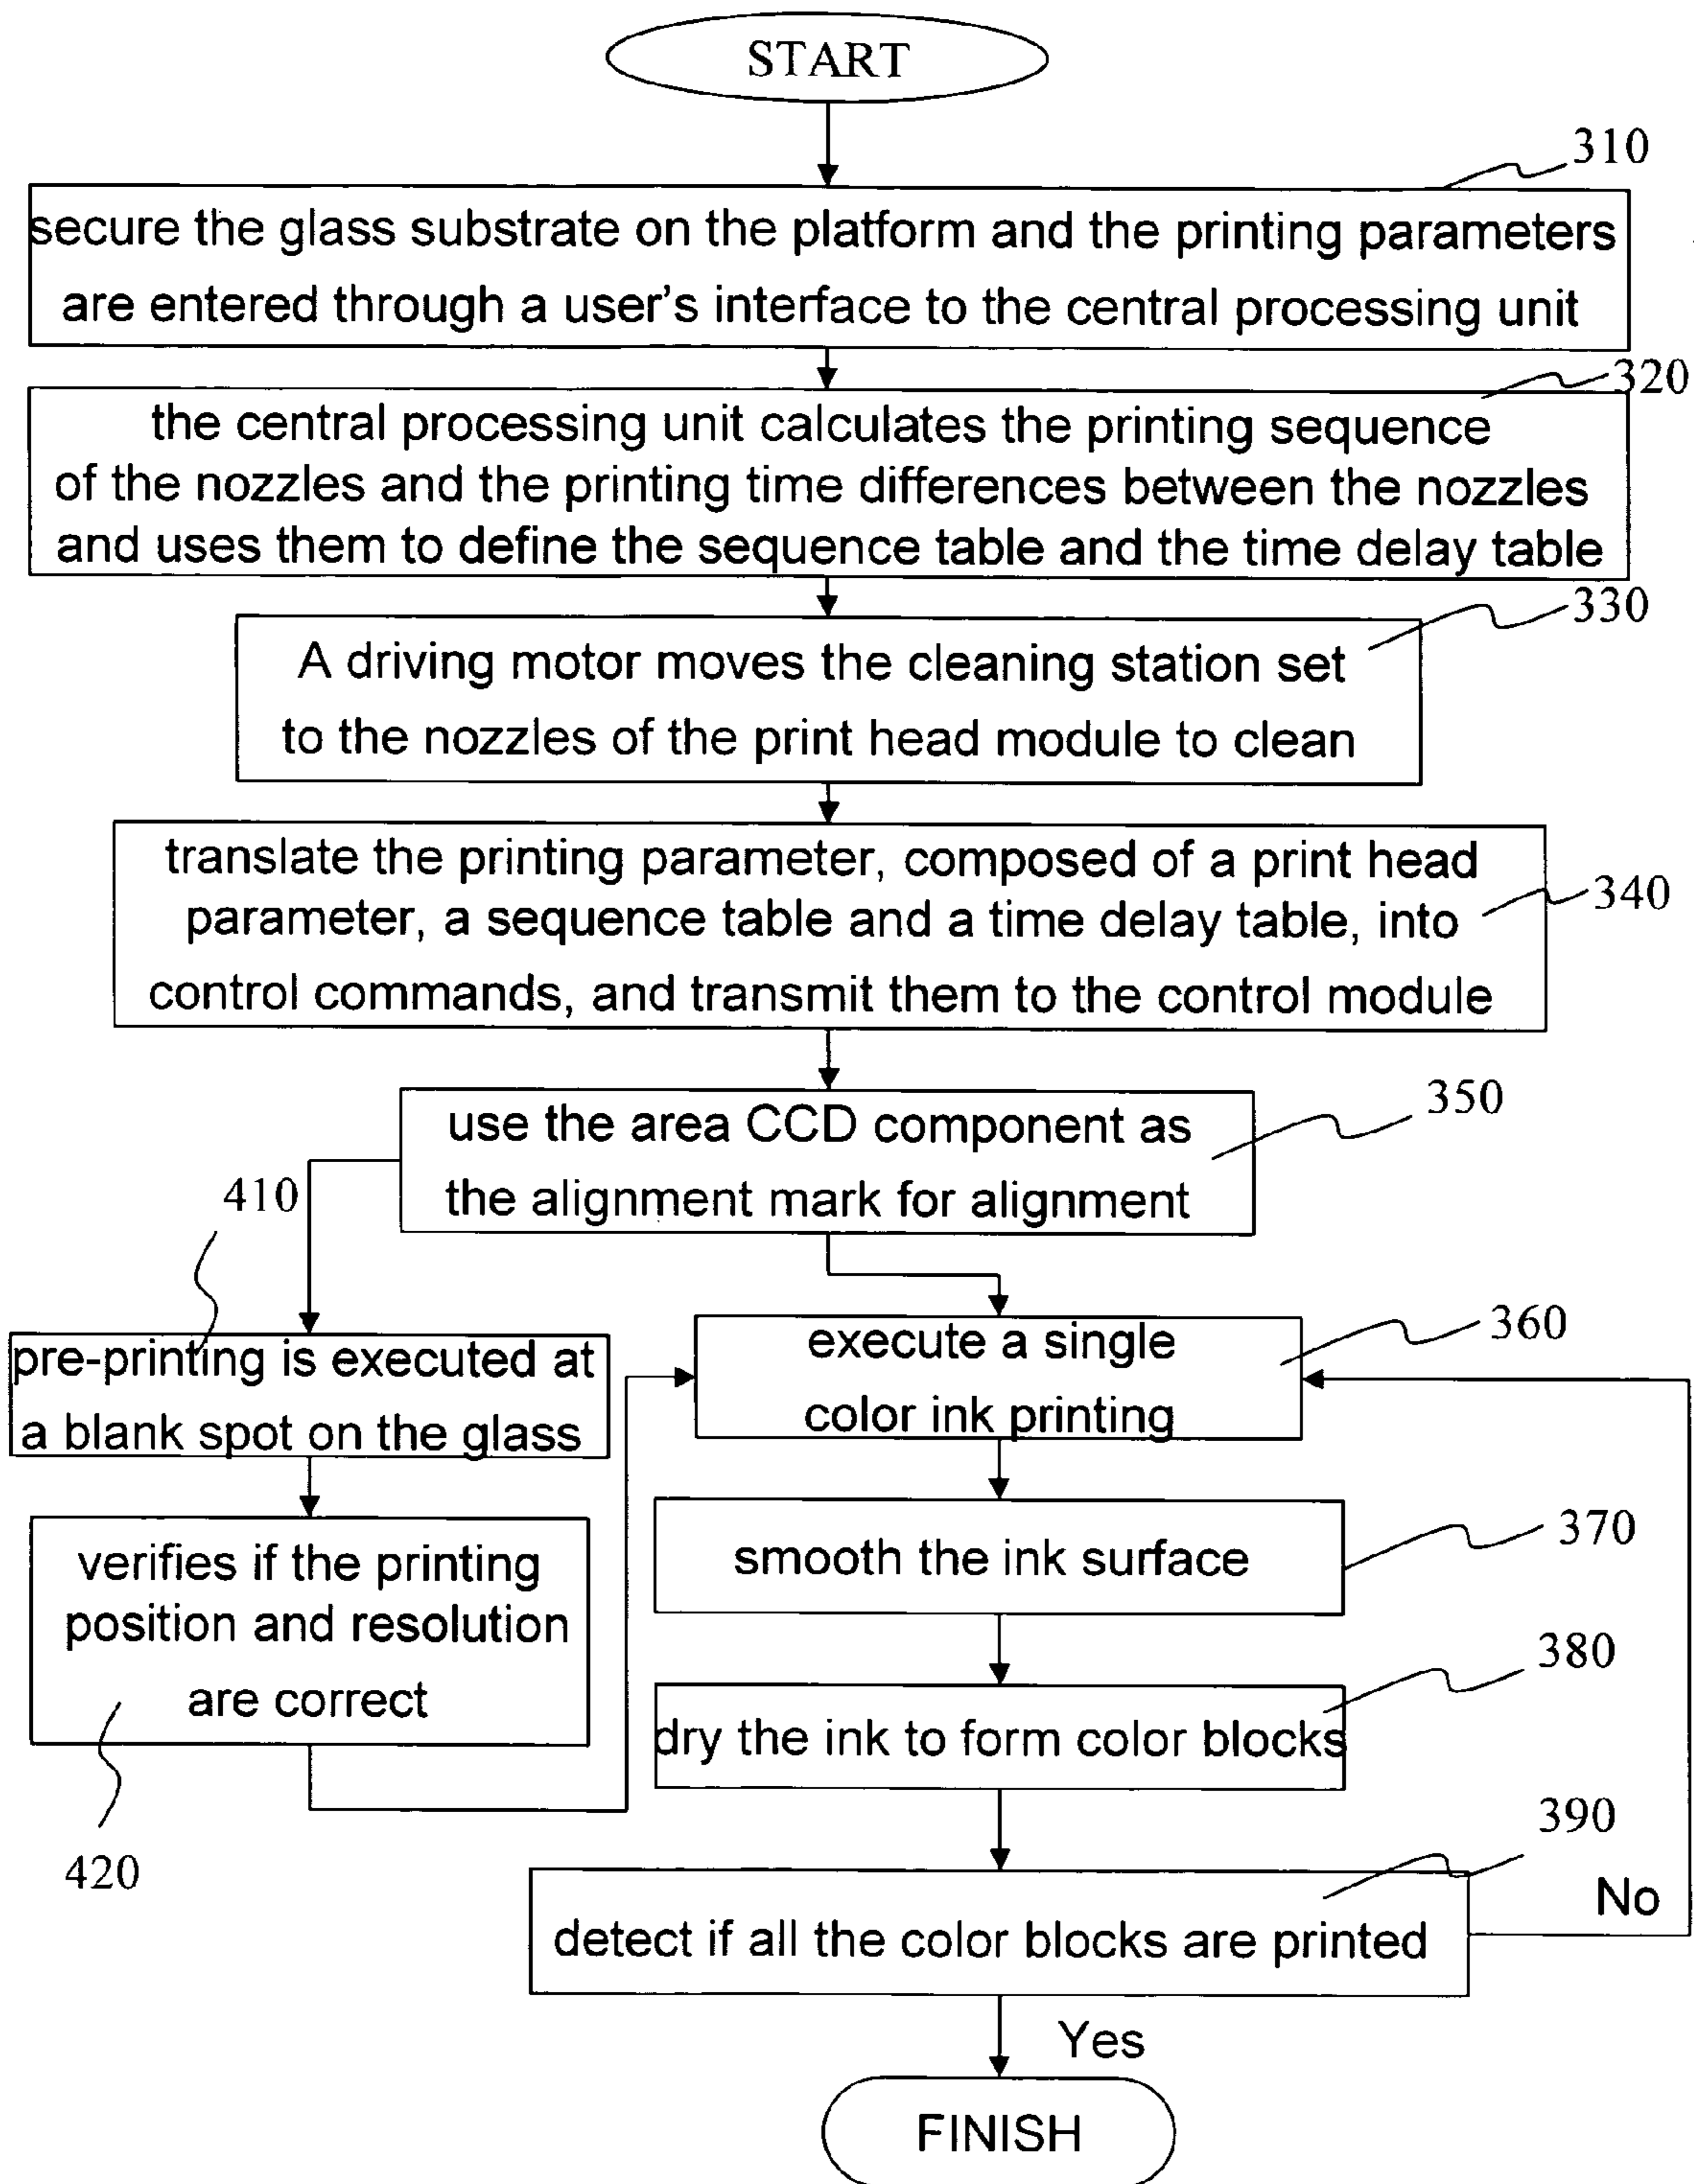 START
310
secure the glass substrate on the platform and the printing parameters
are entered through a user's interface to the central processing unit
320
the central processing unit calculates the printing sequence
of the nozzles and the printing time differences between the nozzles
and uses them to define the sequence table and the time delay table
330
A driving motor moves the cleaning station set
to the nozzles of the print head module to clean
translate the printing parameter, composed of a print head
parameter, a sequence table and a time delay table, into
control commands, and transmit them to the control module
340
350
use the area CCD component as
the alignment mark for alignment
410
pre-printing is executed at
a blank spot on the glass
360
execute a single
color ink printing
verifies if the printing
position and resolution
are correct
420
370
smooth the ink surface
380
dry the ink to form color blocks
390
detect if all the color blocks are printed
No
Yes
FINISH